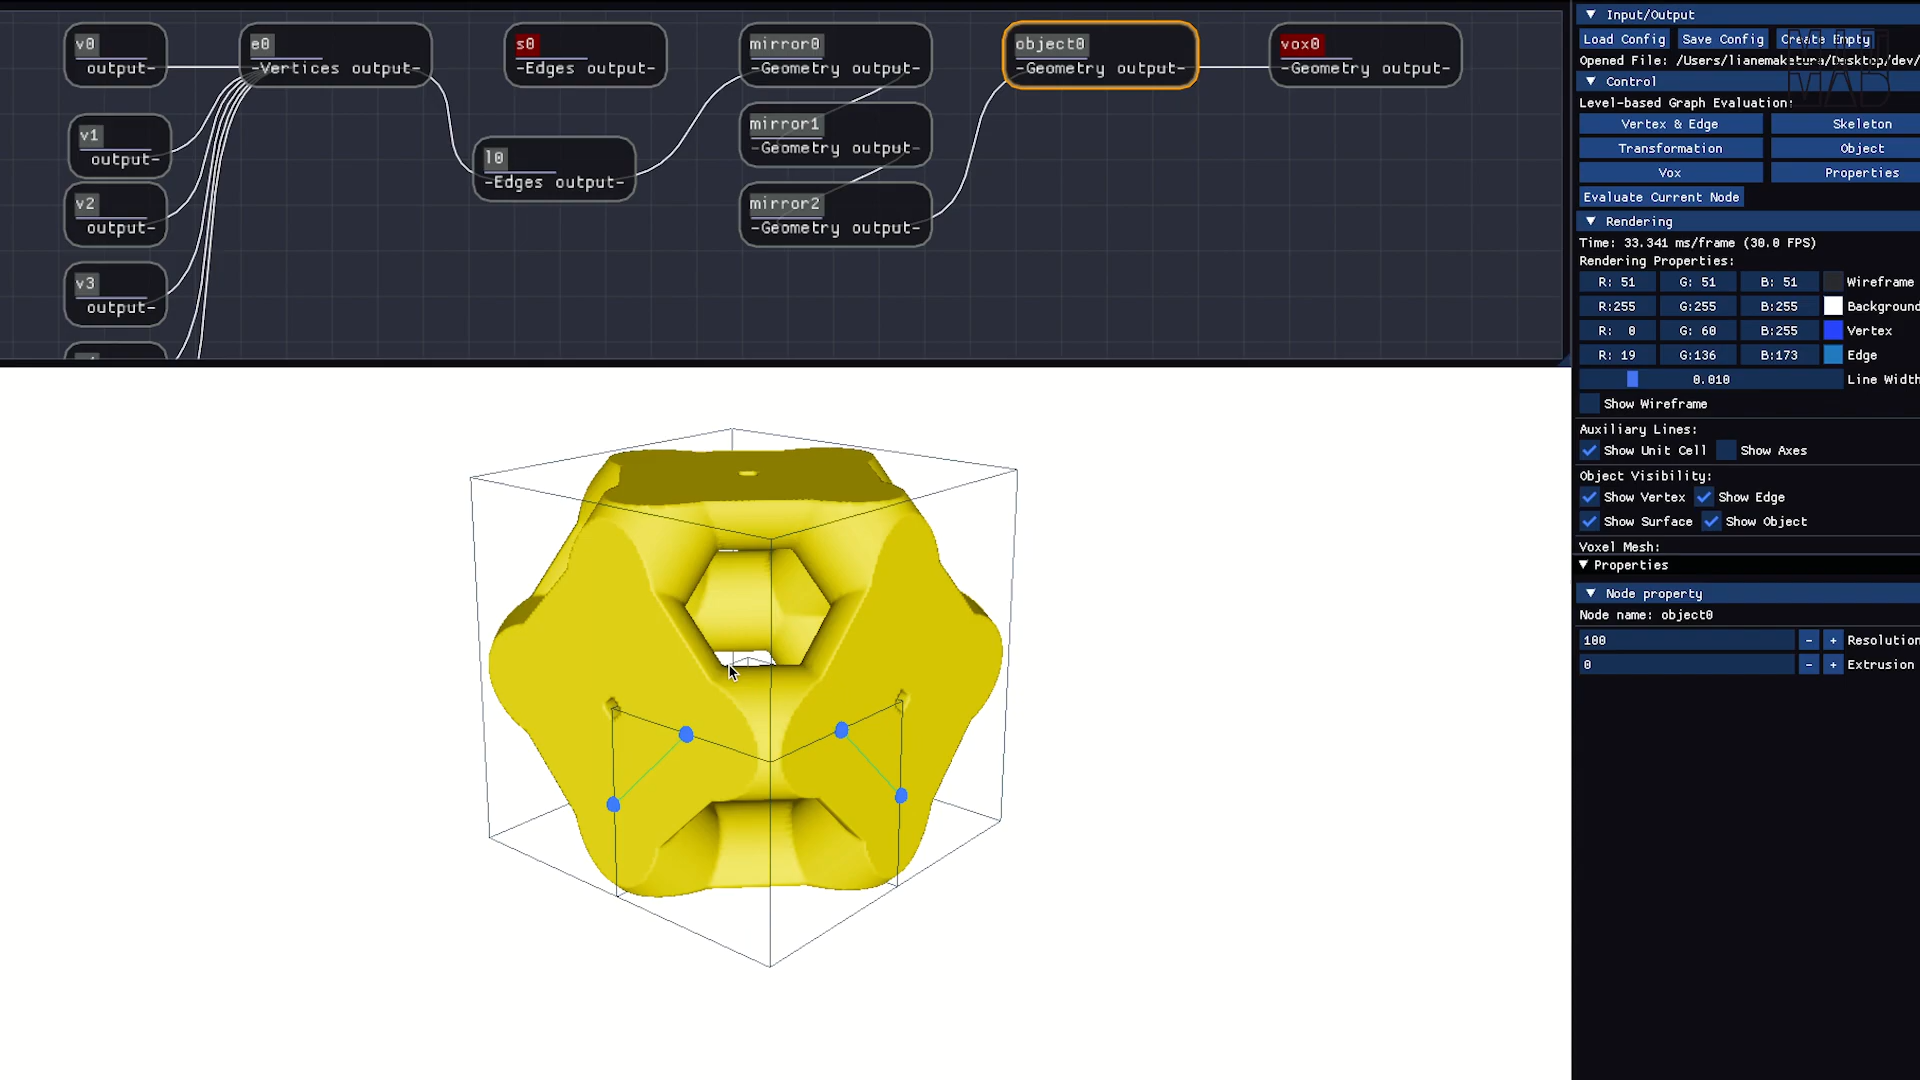 v0
output-
e0
-Vertices output-
s0
-Edges output-
mirror0
-Geometry output-
object0
-Geometry output-
vox0
-Geometry output-
v1
output-
l0
-Edges output-
mirror1
-Geometry output-
v2
output-
mirror2
-Geometry output-
v3
output-
Input/Output
Load Config Save Config Create Empty
Opened File: /Users/lianemakatura/Desktop/dev/
Control
Level-based Graph Evaluation:
Vertex & Edge Skeleton
Transformation Object
Vox Properties
Evaluate Current Node
Rendering
Time: 33.341 ms/frame (30.0 FPS)
Rendering Properties:
R: 51 G: 51 B: 51 Wireframe
R:255 G:255 B:255 Background
R: 0 G: 60 B:255 Vertex
R: 19 G:136 B:173 Edge
0.010 Line Width
Show Wireframe
Auxiliary Lines:
Show Unit Cell Show Axes
Object Visibility:
Show Vertex Show Edge
Show Surface Show Object
Voxel Mesh:
Properties
Node property
Node name: object0
100 - + Resolution
0 - + Extrusion